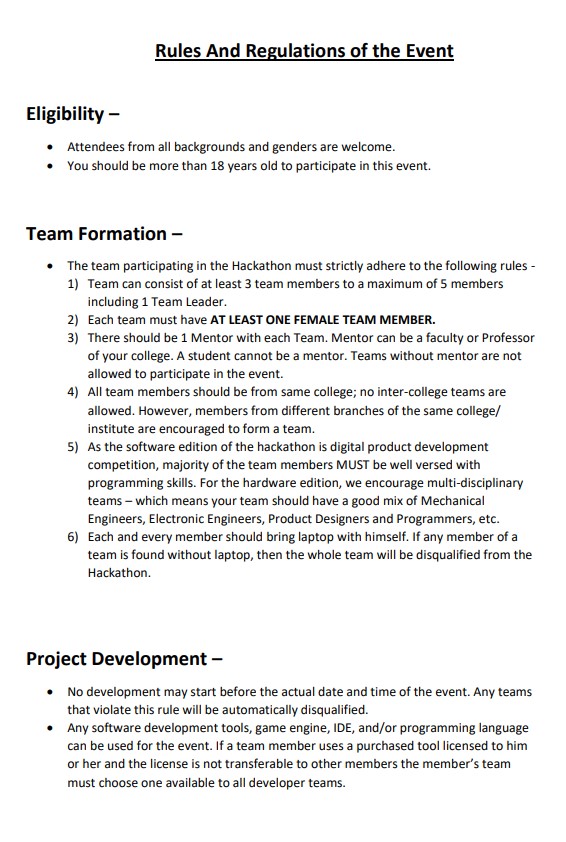 Rules And Regulations of the Event
Eligibility –
• Attendees from all backgrounds and genders are welcome.
• You should be more than 18 years old to participate in this event.
Team Formation –
• The team participating in the Hackathon must strictly adhere to the following rules -
1) Team can consist of at least 3 team members to a maximum of 5 members
including 1 Team Leader.
2) Each team must have AT LEAST ONE FEMALE TEAM MEMBER.
3) There should be 1 Mentor with each Team. Mentor can be a faculty or Professor
of your college. A student cannot be a mentor. Teams without mentor are not
allowed to participate in the event.
4) All team members should be from same college; no inter-college teams are
allowed. However, members from different branches of the same college/
institute are encouraged to form a team.
5) As the software edition of the hackathon is digital product development
competition, majority of the team members MUST be well versed with
programming skills. For the hardware edition, we encourage multi-disciplinary
teams – which means your team should have a good mix of Mechanical
Engineers, Electronic Engineers, Product Designers and Programmers, etc.
6) Each and every member should bring laptop with himself. If any member of a
team is found without laptop, then the whole team will be disqualified from the
Hackathon.
Project Development –
• No development may start before the actual date and time of the event. Any teams
that violate this rule will be automatically disqualified.
• Any software development tools, game engine, IDE, and/or programming language
can be used for the event. If a team member uses a purchased tool licensed to him
or her and the license is not transferable to other members the member’s team
must choose one available to all developer teams.